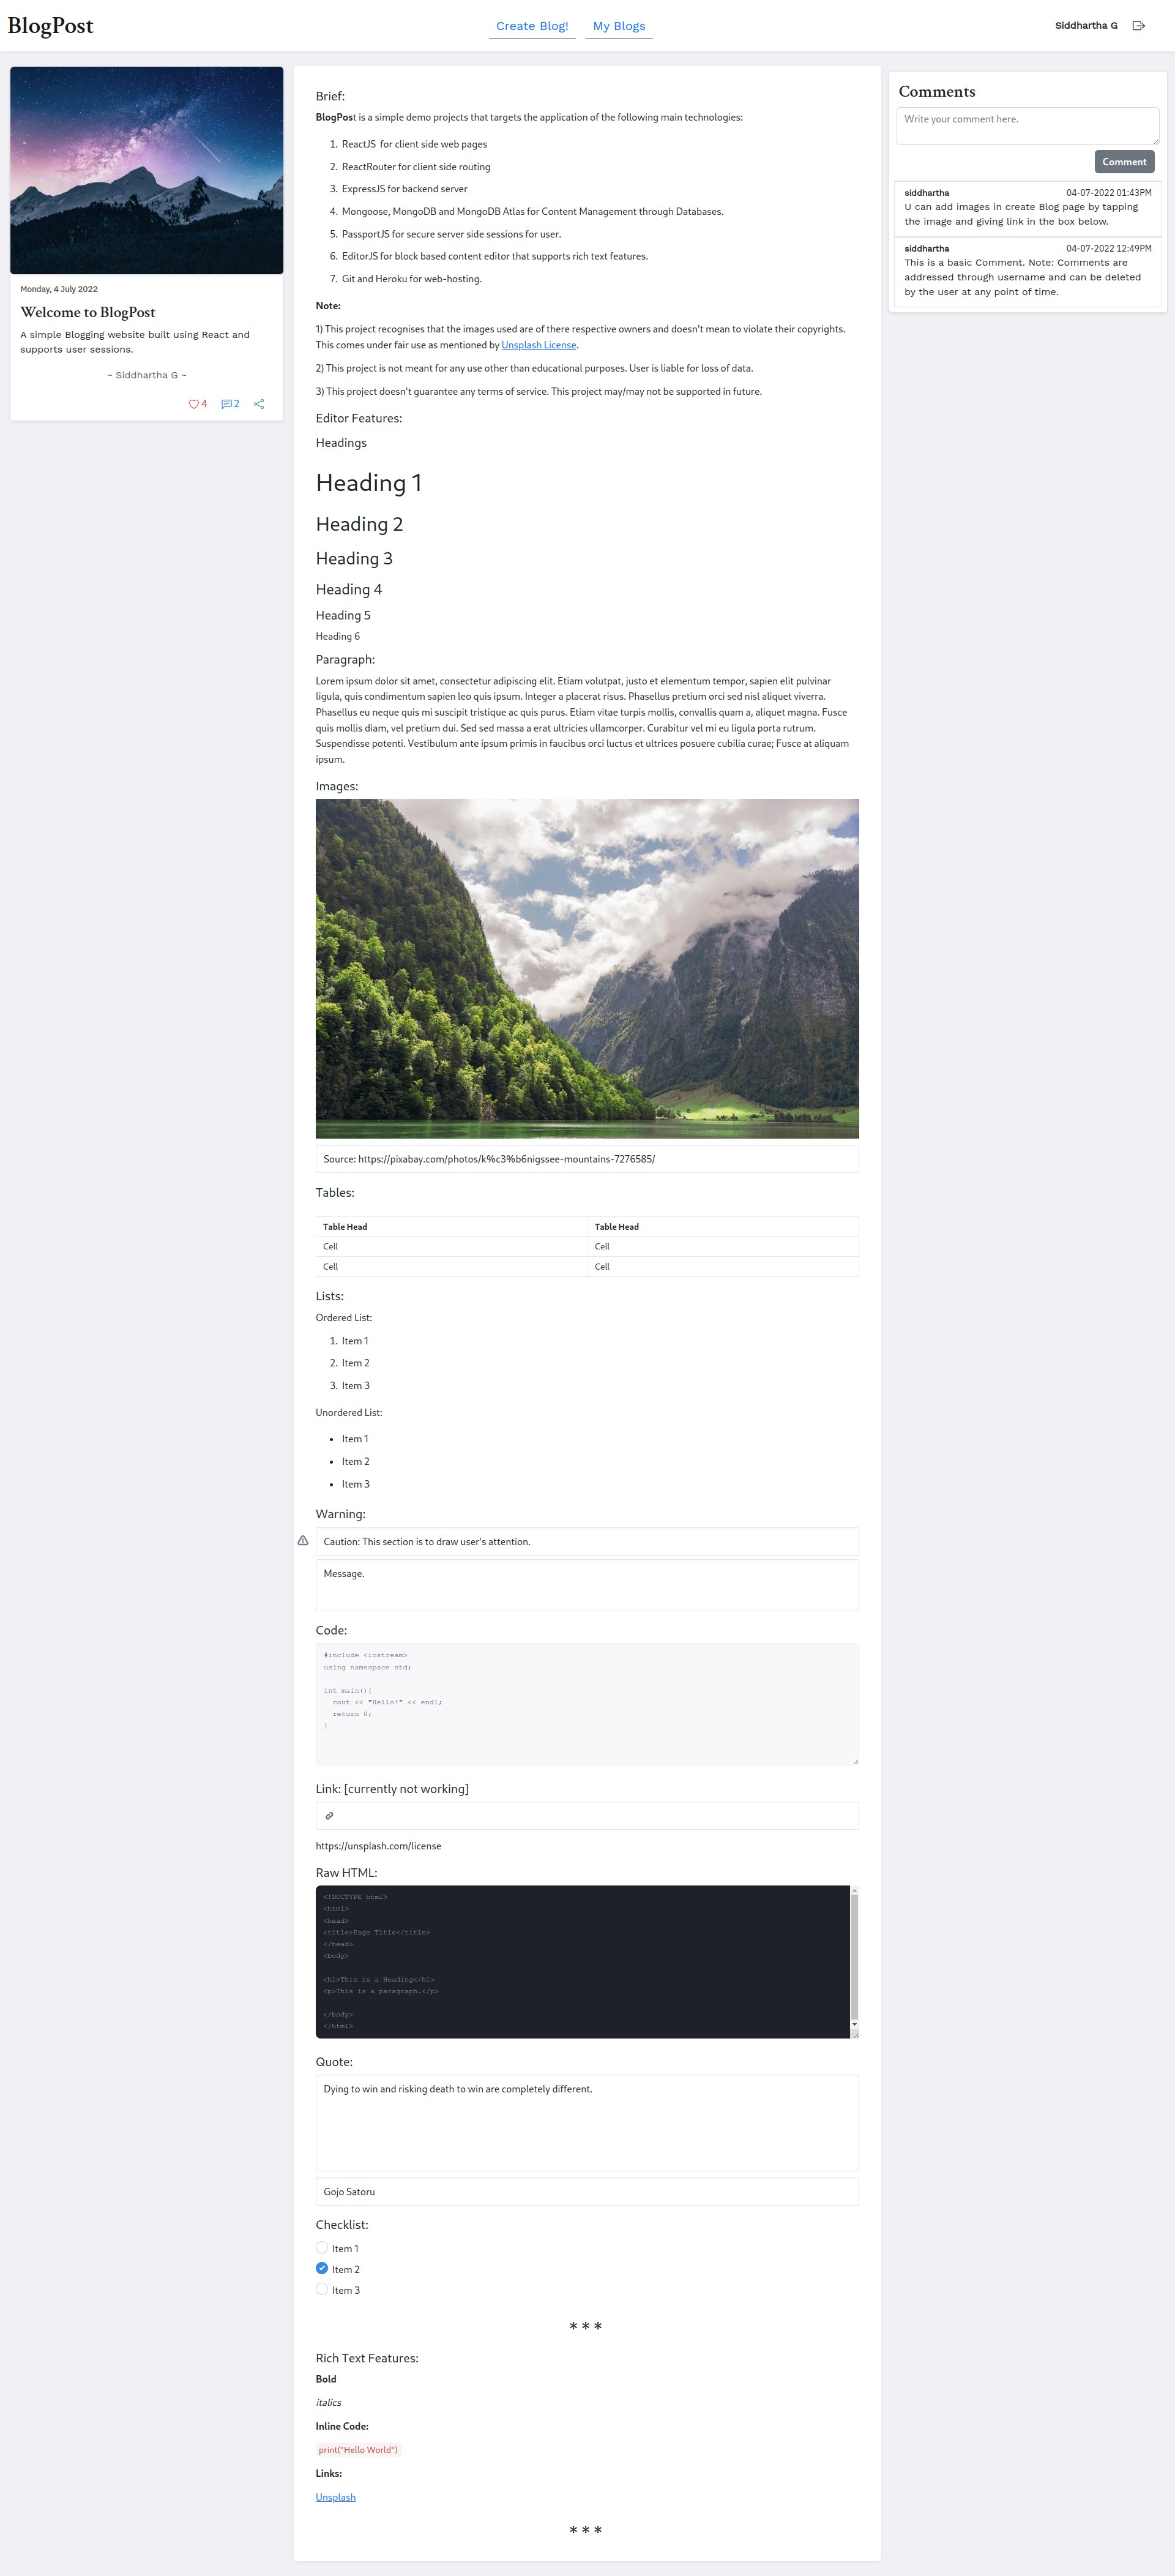 BlogPost
Create Blog!
My Blogs
Siddhartha G
Monday, 4 July 2022
Welcome to BlogPost
A simple Blogging website built using React and
supports user sessions.
~ Siddhartha G ~
4
2
Brief:
BlogPost is a simple demo projects that targets the application of the following main technologies:
1. ReactJS for client side web pages
2. ReactRouter for client side routing
3. ExpressJS for backend server
4. Mongoose, MongoDB and MongoDB Atlas for Content Management through Databases.
5. PassportJS for secure server side sessions for user.
6. EditorJS for block based content editor that supports rich text features.
7. Git and Heroku for web-hosting.
Note:
1) This project recognises that the images used are of there respective owners and doesn't mean to violate their copyrights.
This comes under fair use as mentioned by Unsplash License.
2) This project is not meant for any use other than educational purposes. User is liable for loss of data.
3) This project doesn't guarantee any terms of service. This project may/may not be supported in future.
Editor Features:
Headings
Heading 1
Heading 2
Heading 3
Heading 4
Heading 5
Heading 6
Paragraph:
Lorem ipsum dolor sit amet, consectetur adipiscing elit. Etiam volutpat, justo et elementum tempor, sapien elit pulvinar
ligula, quis condimentum sapien leo quis ipsum. Integer a placerat risus. Phasellus pretium orci sed nisl aliquet viverra.
Phasellus eu neque quis mi suscipit tristique ac quis purus. Etiam vitae turpis mollis, convallis quam a, aliquet magna. Fusce
quis mollis diam, vel pretium dui. Sed sed massa a erat ultricies ullamcorper. Curabitur vel mi eu ligula porta rutrum.
Suspendisse potenti. Vestibulum ante ipsum primis in faucibus orci luctus et ultrices posuere cubilia curae; Fusce at aliquam
ipsum.
Images:
Source: https://pixabay.com/photos/k%c3%b6nigssee-mountains-7276585/
Tables:
Table Head Table Head
Cell Cell
Cell Cell
Lists:
Ordered List:
1. Item 1
2. Item 2
3. Item 3
Unordered List:
• Item 1
• Item 2
• Item 3
Warning:
Caution: This section is to draw user's attention.
Message.
Code:
#include <iostream>
using namespace std;
int main(){
cout << "Hello!" << endl;
return 0;
}
Link: [currently not working]
https://unsplash.com/license
Raw HTML:
<!DOCTYPE html>
<html>
<head>
<title>Page Title</title>
</head>
<body>
<h1>This is a Heading</h1>
<p>This is a paragraph.</p>
</body>
</html>
Quote:
Dying to win and risking death to win are completely different.
Gojo Satoru
Checklist:
Item 1
Item 2
Item 3
* * *
Rich Text Features:
Bold
italics
Inline Code:
print("Hello World")
Links:
Unsplash
* * *
Comments
Write your comment here.
Comment
siddhartha 04-07-2022 01:43PM
U can add images in create Blog page by tapping
the image and giving link in the box below.
siddhartha 04-07-2022 12:49PM
This is a basic Comment. Note: Comments are
addressed through username and can be deleted
by the user at any point of time.